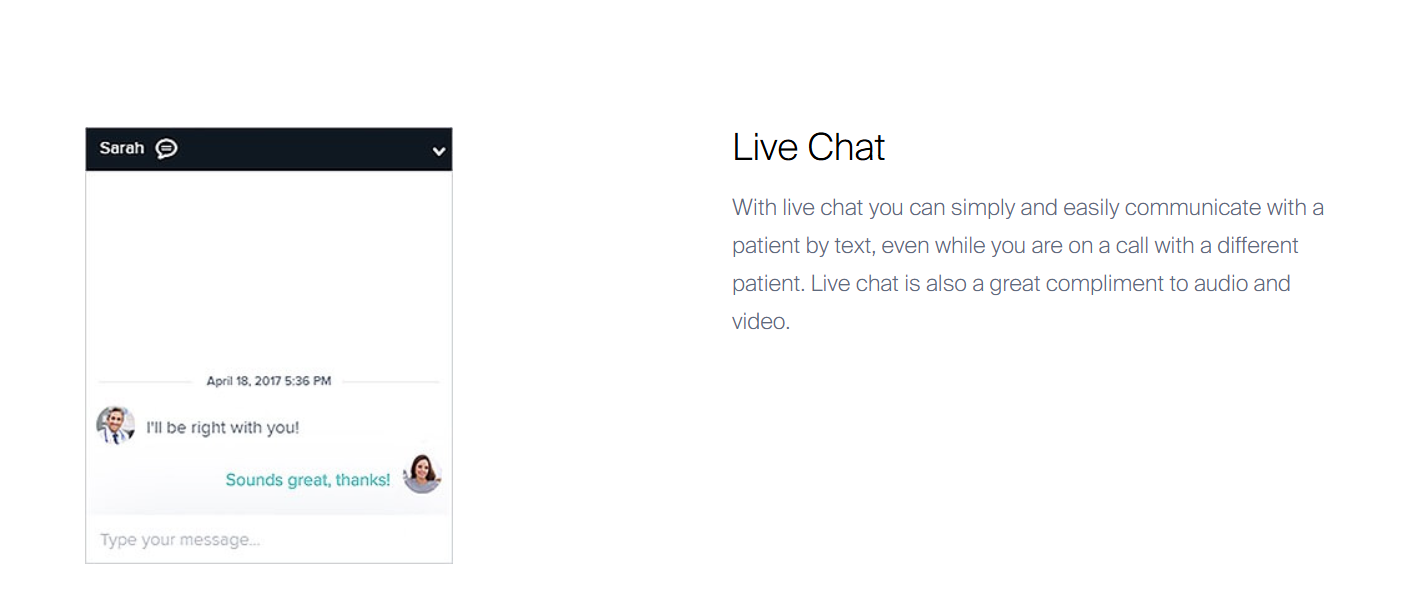 Sarah
April 18, 2017 5:36 PM
I'll be right with you!
Sounds great, thanks!
Type your message...
Live Chat
With live chat you can simply and easily communicate with a
patient by text, even while you are on a call with a different
patient. Live chat is also a great compliment to audio and
video.